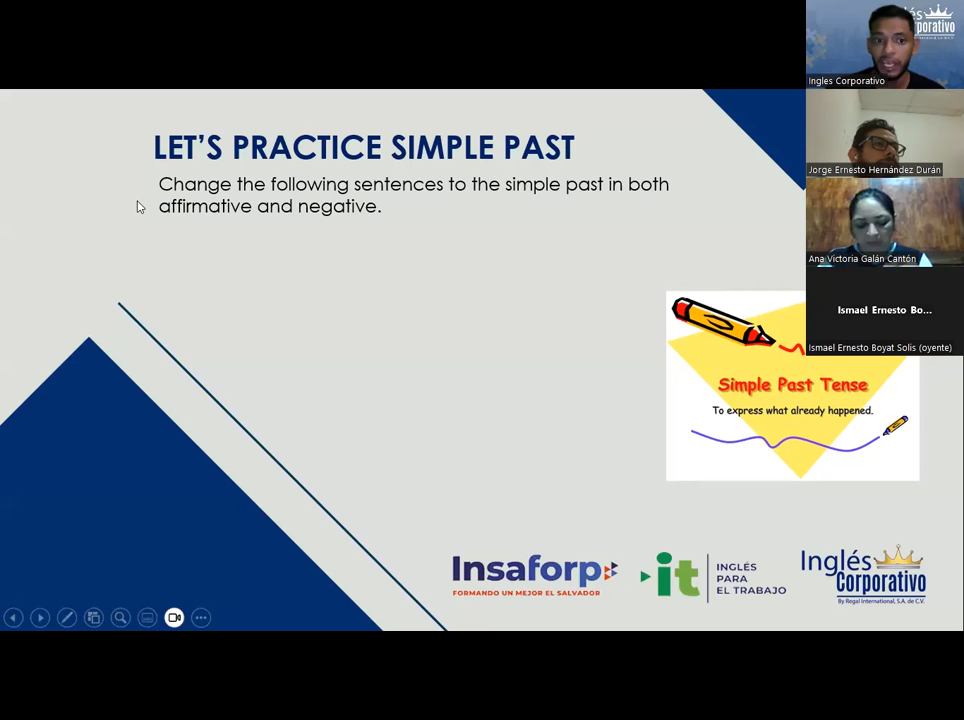 LET'S PRACTICE SIMPLE PAST
Change the following sentences to the simple past in both
affirmative and negative.
Simple Past Tense
To express what already happened.
Insaforp
FORMANDO UN MEJOR EL SALVADOR
it
INGLÉS
PARA
EL TRABAJO
Inglés
Corporativo
By Regal International, S.A. de C.V.
Ingles Corporativo
Jorge Ernesto Hernández Durán
Ana Victoria Galán Cantón
Ismael Ernesto Bo...
Ismael Ernesto Boyat Solis (oyente)